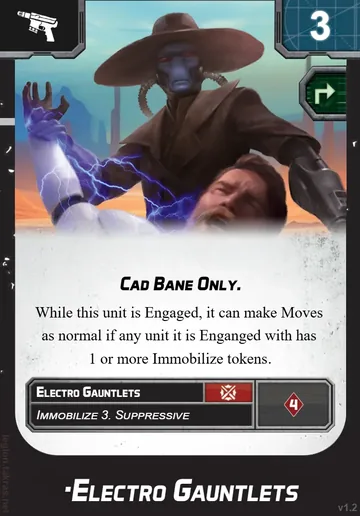 3
Cad Bane Only.
While this unit is Engaged, it can make Moves
as normal if any unit it is Enganged with has
1 or more Immobilize tokens.
Electro Gauntlets
4
Immobilize 3. Suppressive
•Electro Gauntlets
v1.2